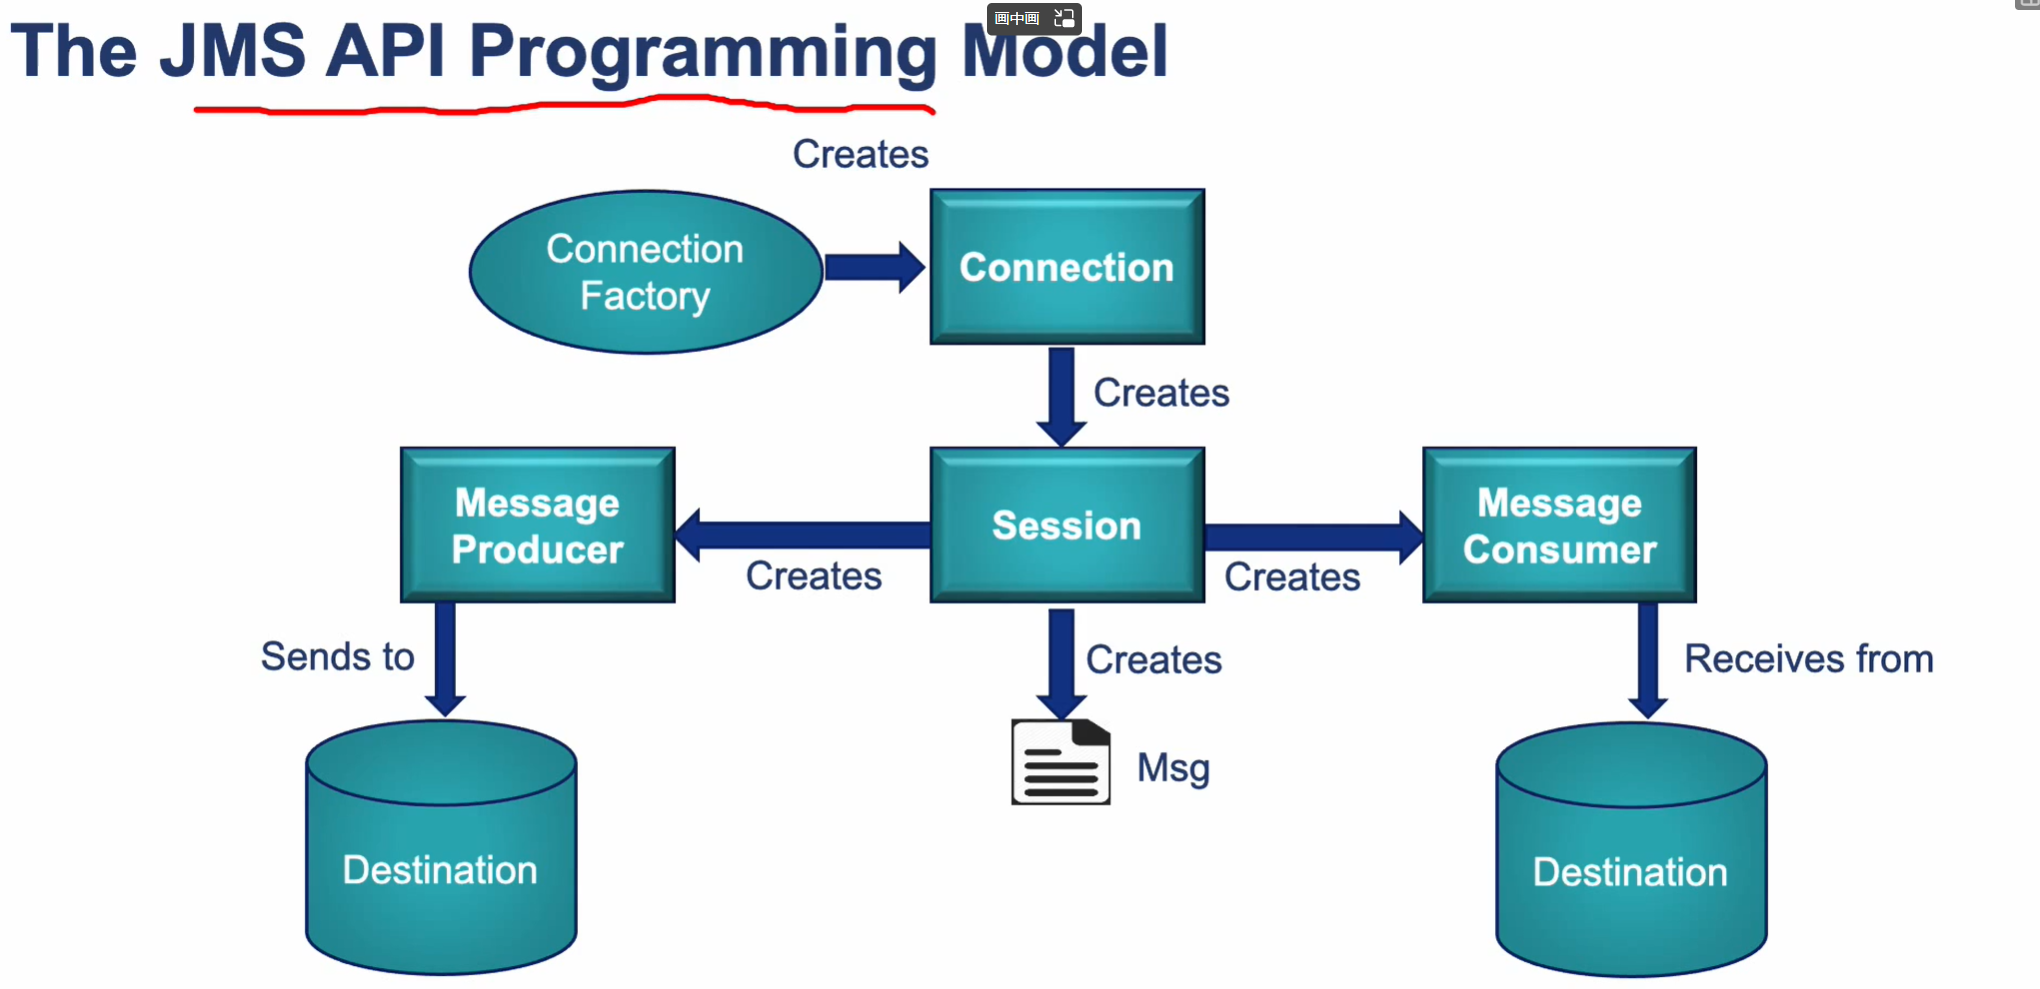 画中画
The JMS API Programming Model
Creates
Connection
Factory
Connection
Creates
Message
Producer
Session
Message
Consumer
Creates
Creates
Sends to
Creates
Receives from
Msg
Destination
Destination